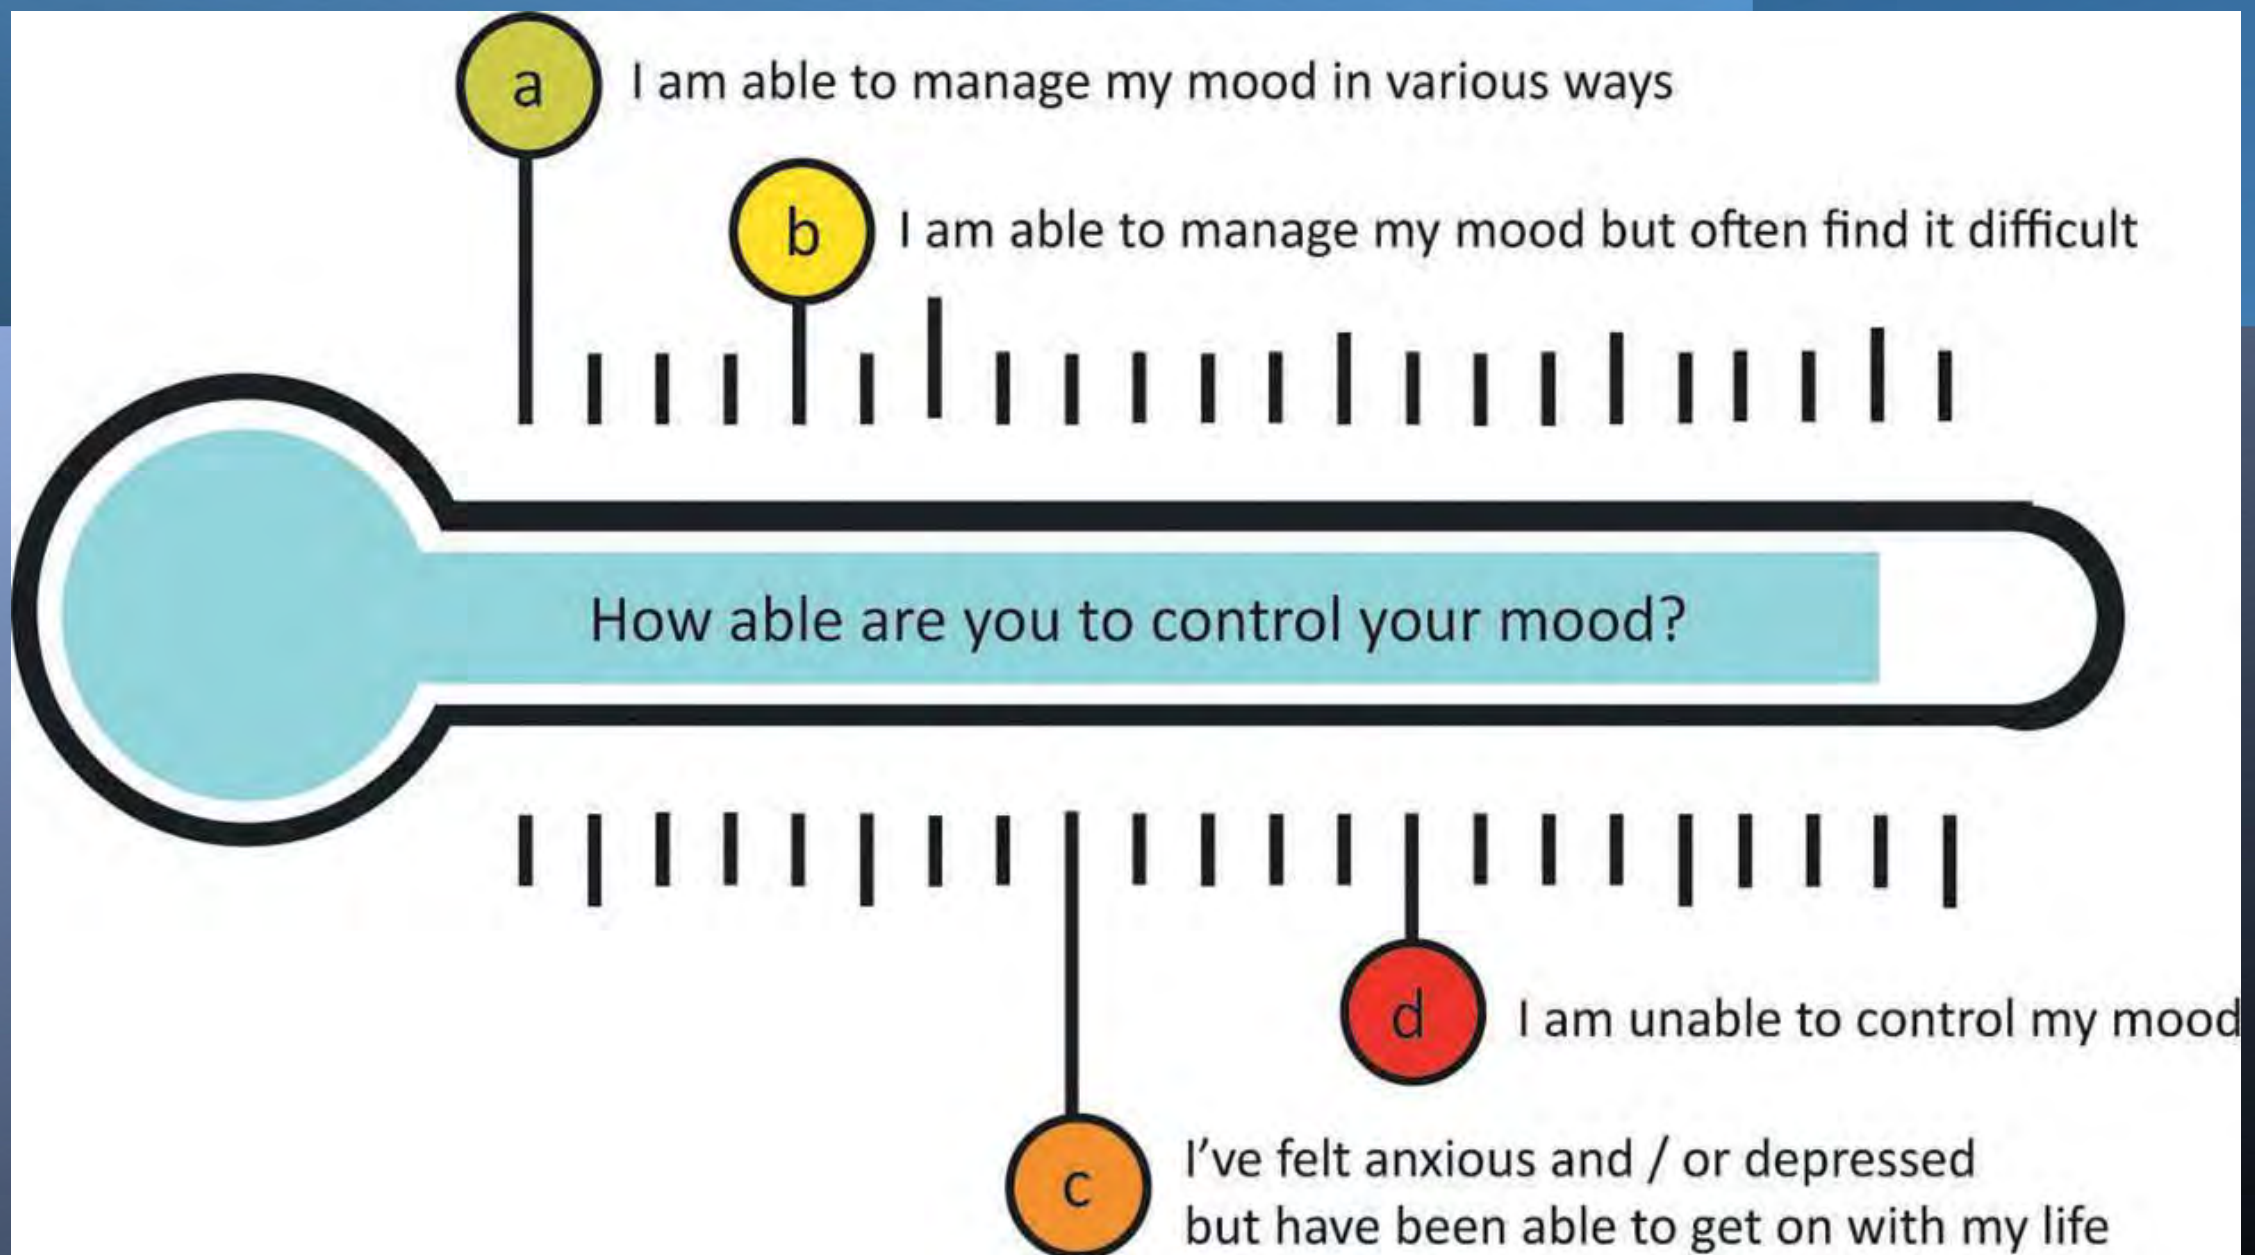 a
I am able to manage my mood in various ways
b
I am able to manage my mood but often find it difficult
How able are you to control your mood?
d
I am unable to control my mood
c
I've felt anxious and / or depressed
but have been able to get on with my life